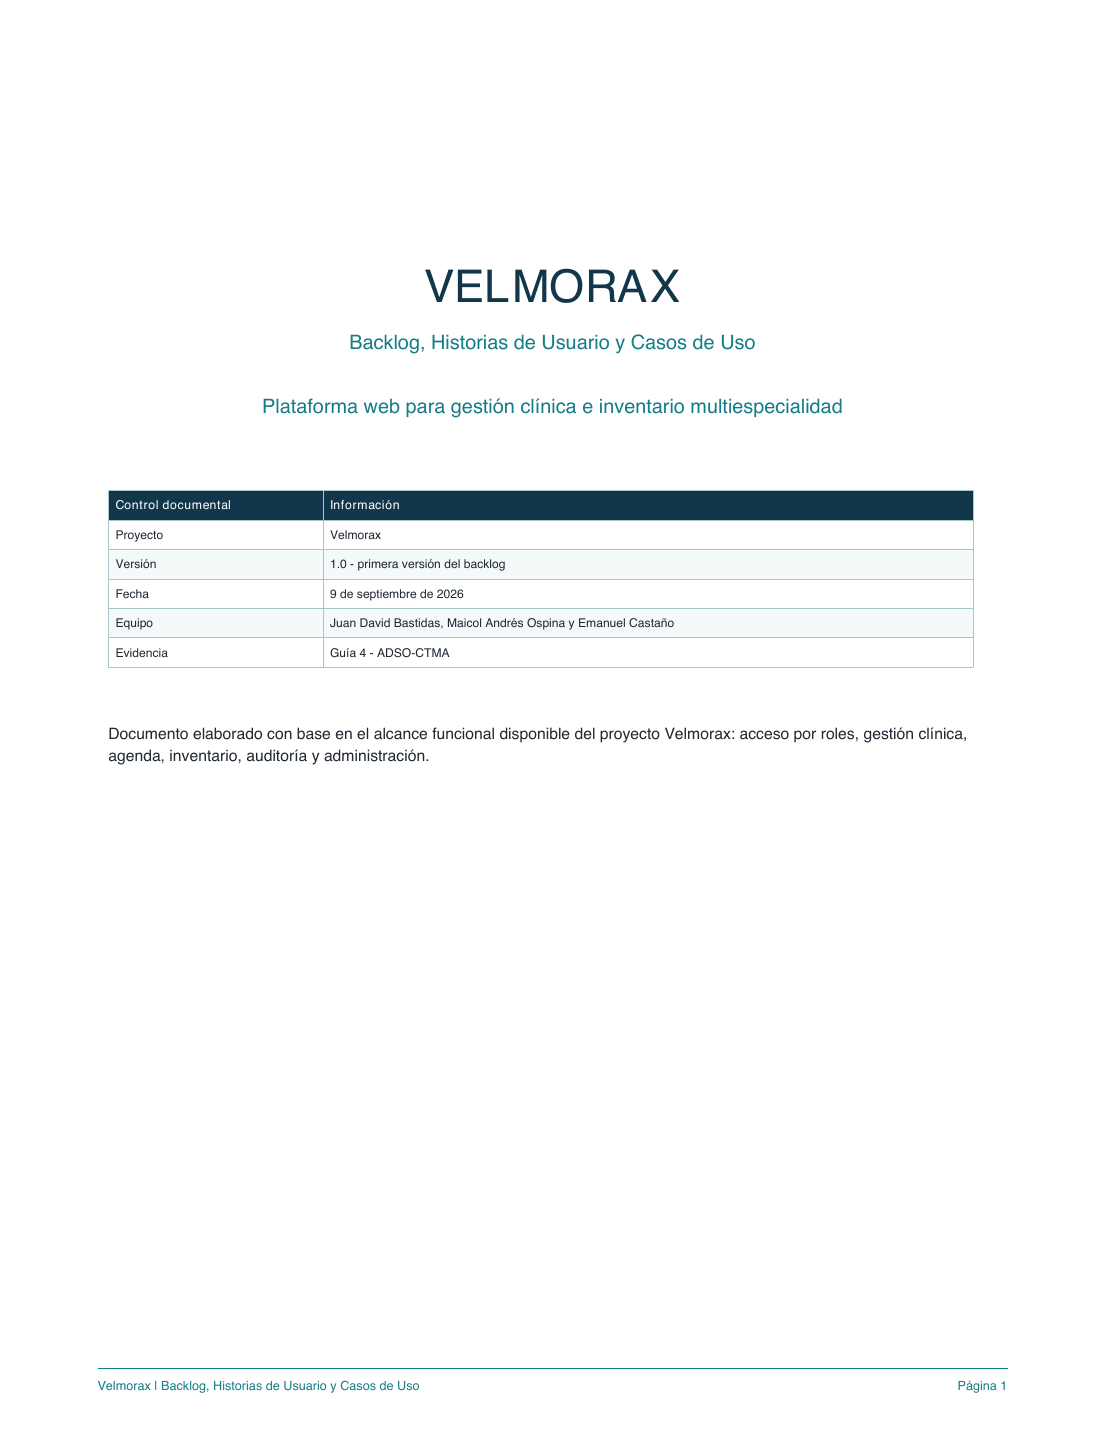 VELMORAX
Backlog, Historias de Usuario y Casos de Uso
Plataforma web para gestión clínica e inventario multiespecialidad
Control documental Información
Proyecto Velmorax
Versión 1.0 - primera versión del backlog
Fecha 9 de septiembre de 2026
Equipo Juan David Bastidas, Maicol Andrés Ospina y Emanuel Castaño
Evidencia Guía 4 - ADSO-CTMA
Documento elaborado con base en el alcance funcional disponible del proyecto Velmorax: acceso por roles, gestión clínica,
agenda, inventario, auditoría y administración.
Velmorax | Backlog, Historias de Usuario y Casos de Uso Página 1